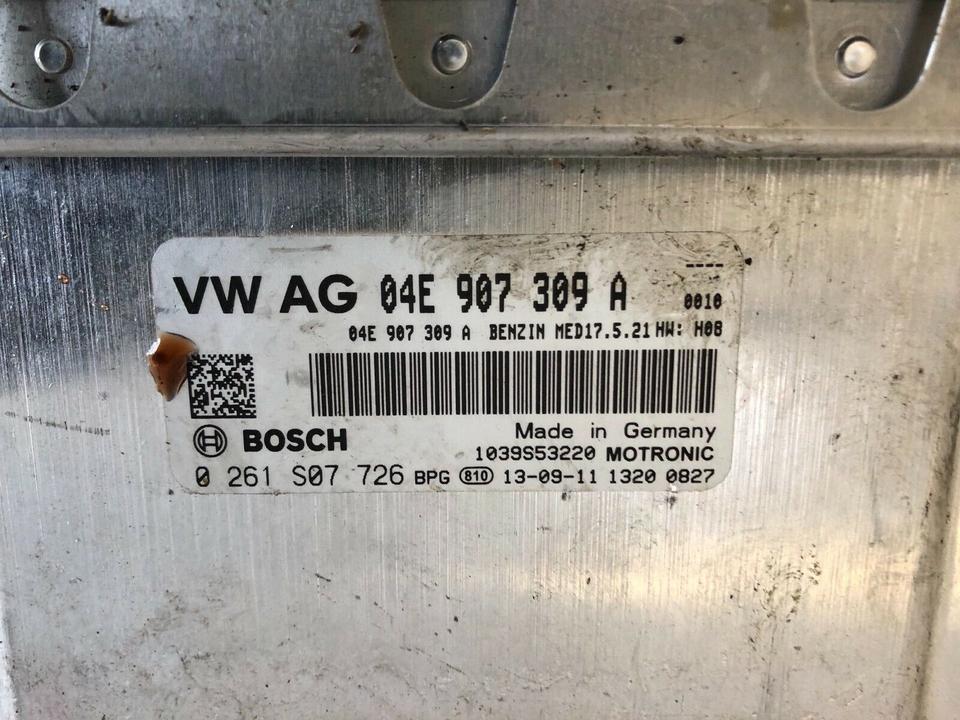 VW AG 04E 907 309 A ----
0010
04E 907 309 A BENZIN MED17.5.21 HW: H08
BOSCH Made in Germany
1039S53220 MOTRONIC
0 261 S07 726 BPG 810 13-09-11 1320 0827